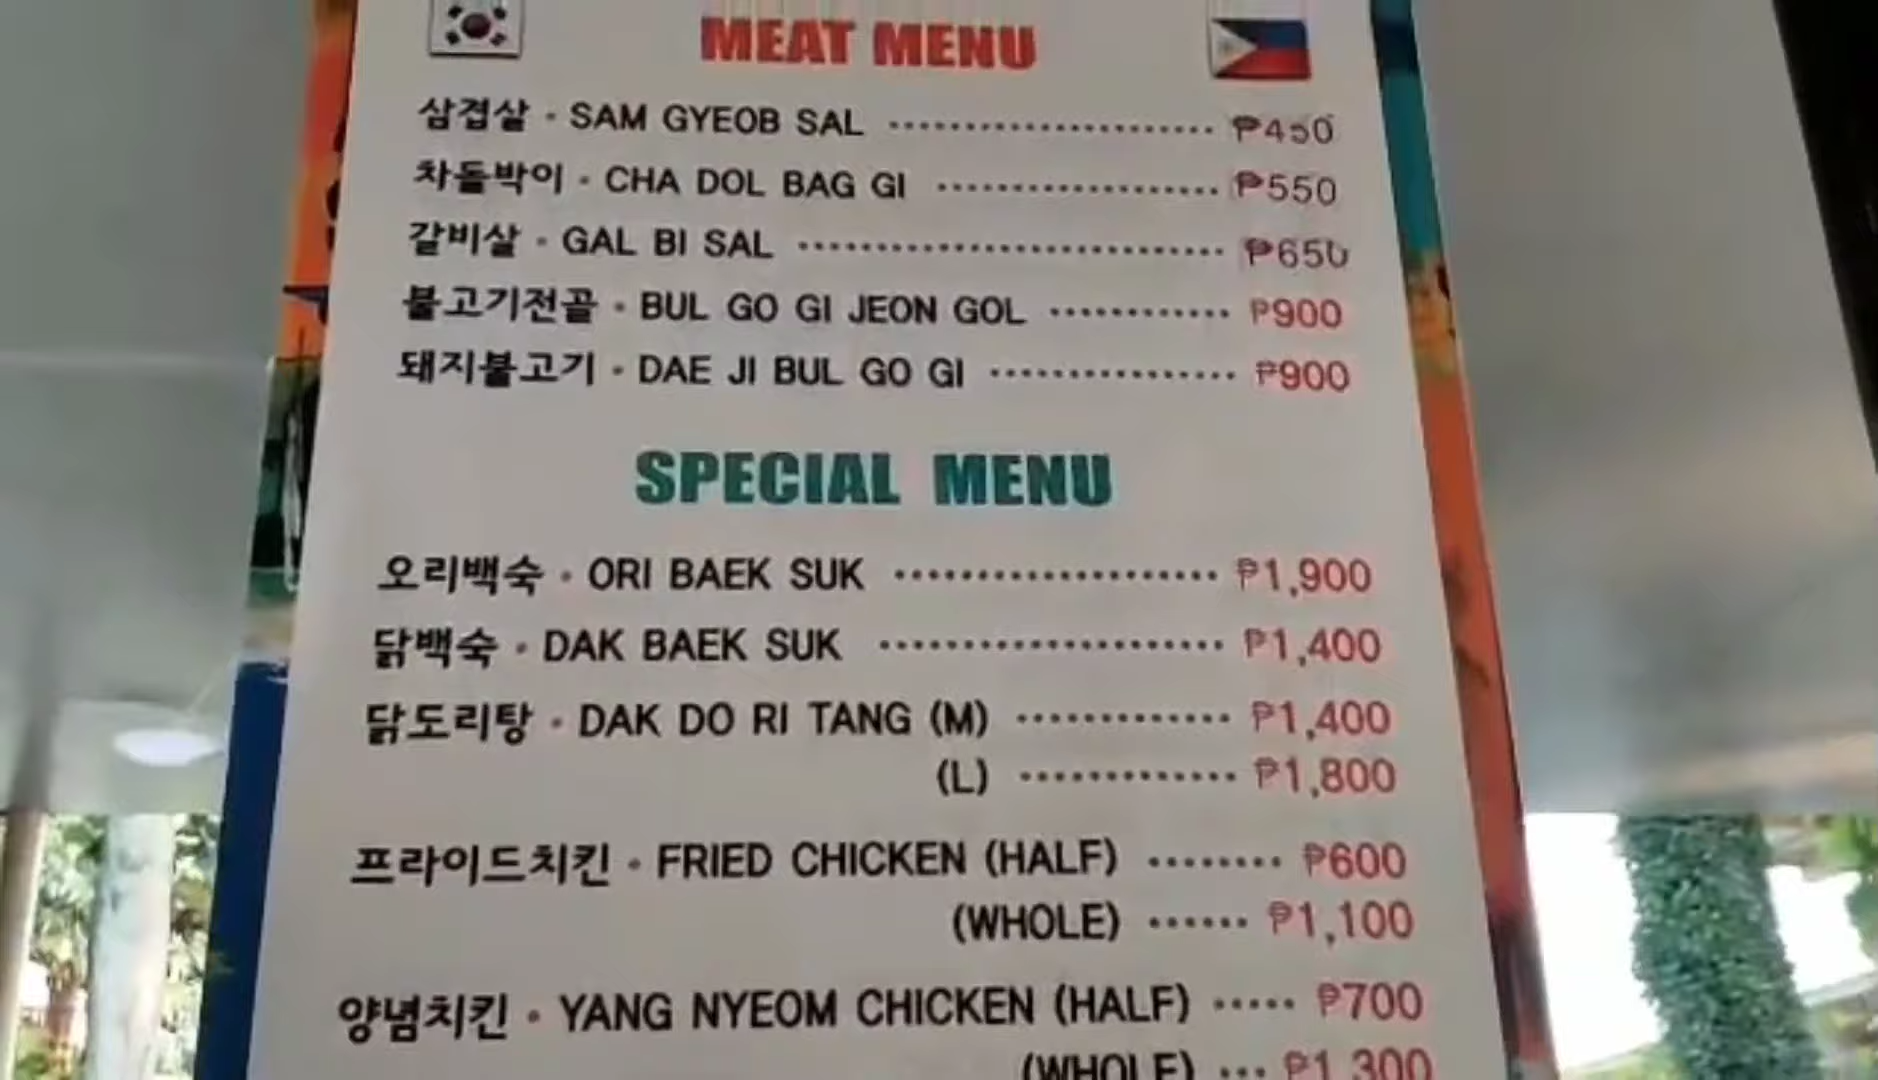 MEAT MENU
삼겹살 • SAM GYEOB SAL ........................ ₱450
차돌박이 • CHA DOL BAG GI ..................... ₱550
갈비살 • GAL BI SAL .............................. ₱650
불고기전골 • BUL GO GI JEON GOL ............ ₱900
돼지불고기 • DAE JI BUL GO GI ................ ₱900
SPECIAL MENU
오리백숙 • ORI BAEK SUK .................... ₱1,900
닭백숙 • DAK BAEK SUK ..................... ₱1,400
닭도리탕 • DAK DO RI TANG (M) ............. ₱1,400
(L) ............. ₱1,800
프라이드치킨 • FRIED CHICKEN (HALF) ........ ₱600
(WHOLE) ...... ₱1,100
양념치킨 • YANG NYEOM CHICKEN (HALF) ..... ₱700
(WHOLE) ... ₱1,300